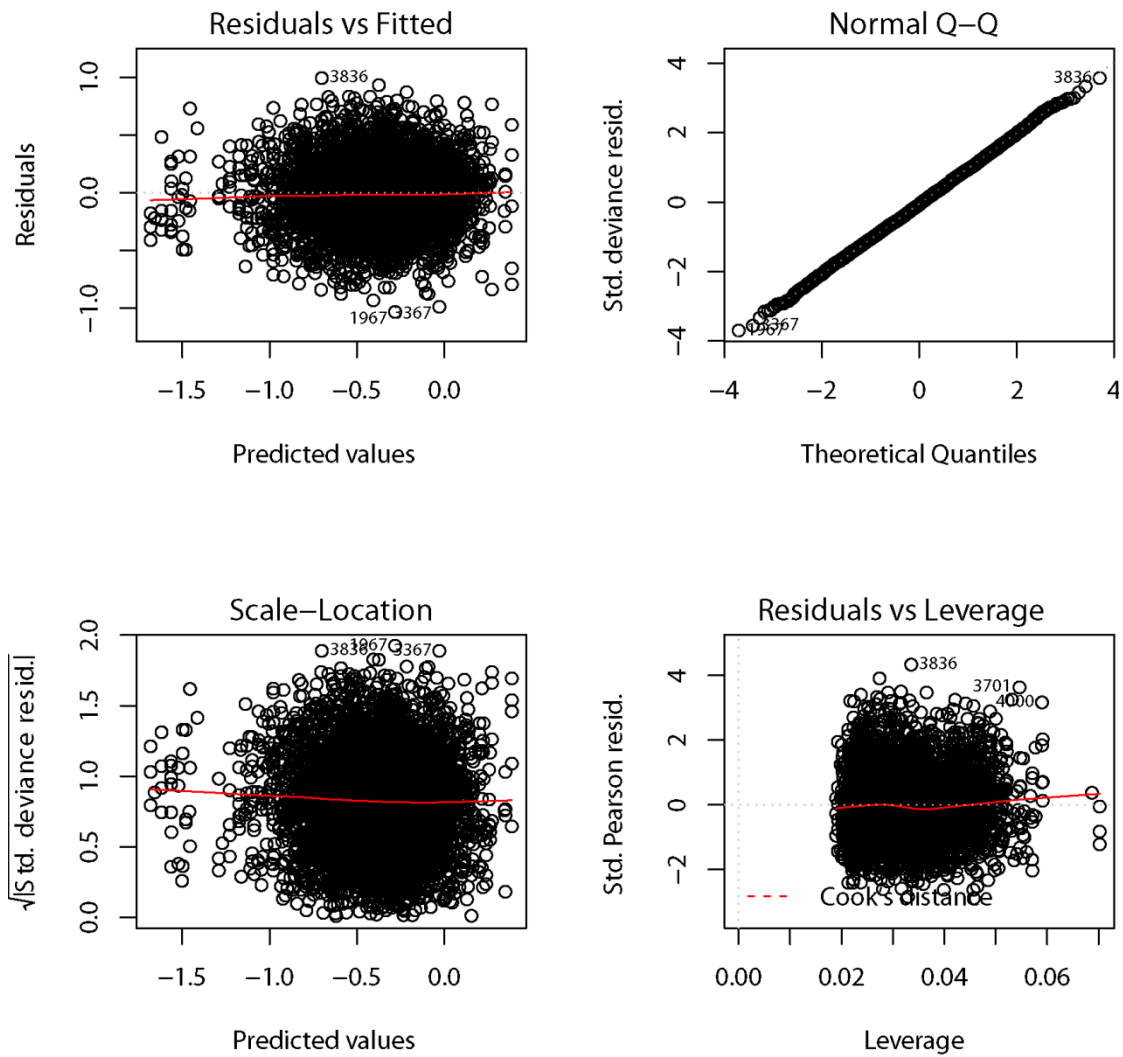 Residuals vs Fitted
Residuals
1.0
0.0
−1.0
3836
1967
3367
−1.5 −1.0 −0.5 0.0
Predicted values
Normal Q−Q
Std. deviance resid.
4
2
0
−2
−4
3836
3367
1967
−4 −2 0 2 4
Theoretical Quantiles
Scale−Location
√|Std. deviance resid.|
2.0
1.5
1.0
0.5
0.0
3836
1967
3367
−1.5 −1.0 −0.5 0.0
Predicted values
Residuals vs Leverage
Std. Pearson resid.
4
2
0
−2
3836
3701
4000
Cook's distance
0.00 0.02 0.04 0.06
Leverage